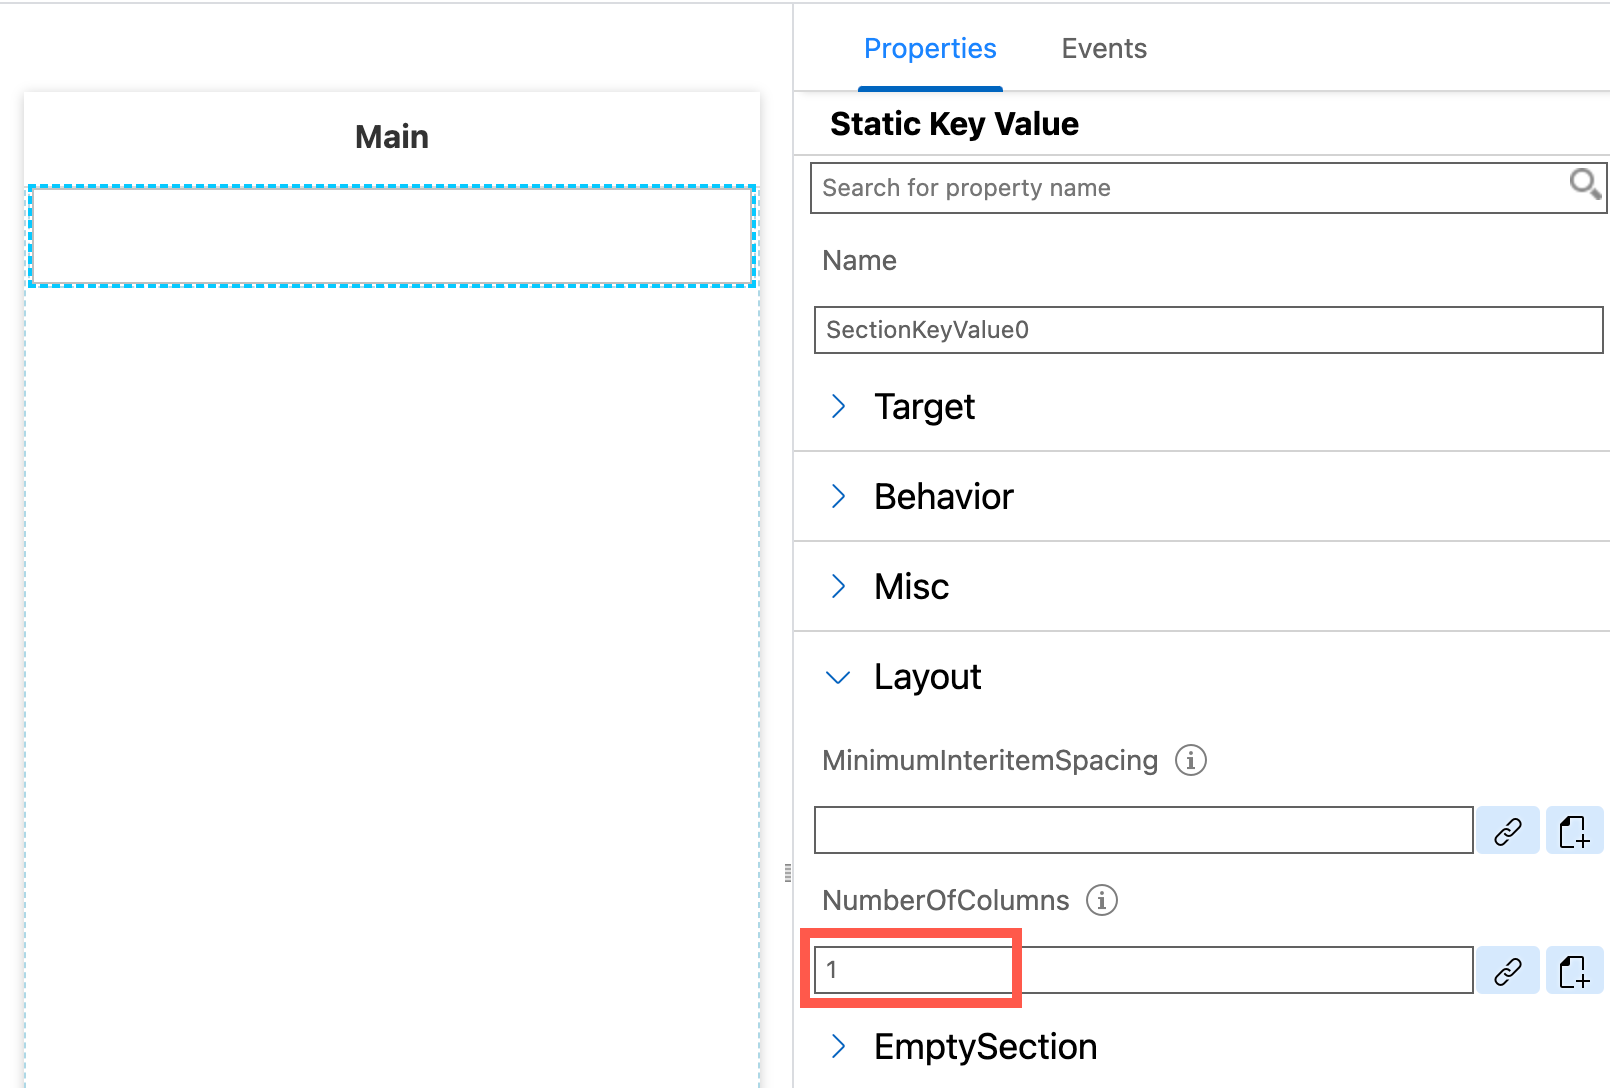 Main
Properties
Events
Static Key Value
Search for property name
Name
SectionKeyValue0
Target
Behavior
Misc
Layout
MinimumInteritemSpacing
NumberOfColumns
1
EmptySection